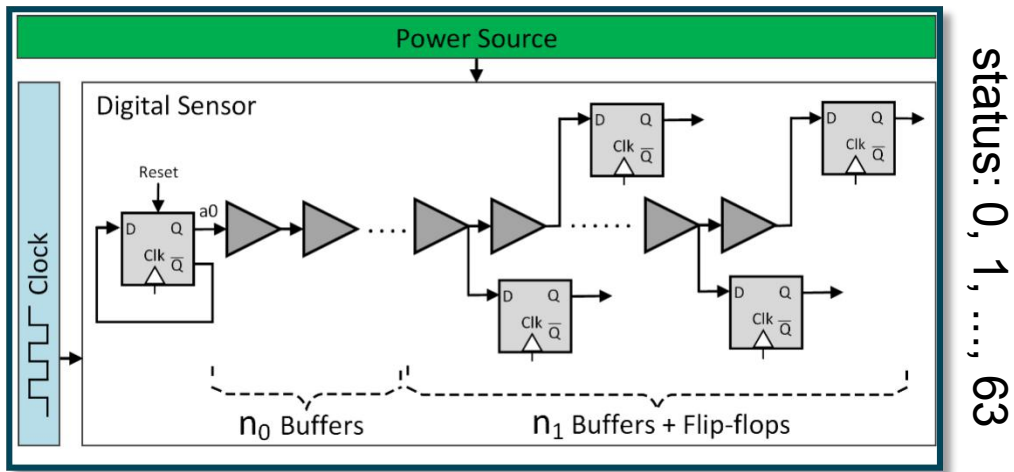 Power Source
Clock
Digital Sensor
Reset
a0
D Q
Clk Q̅
D Q
Clk Q̅
D Q
Clk Q̅
D Q
Clk Q̅
D Q
Clk Q̅
n₀ Buffers
n₁ Buffers + Flip-flops
status: 0, 1, ..., 63